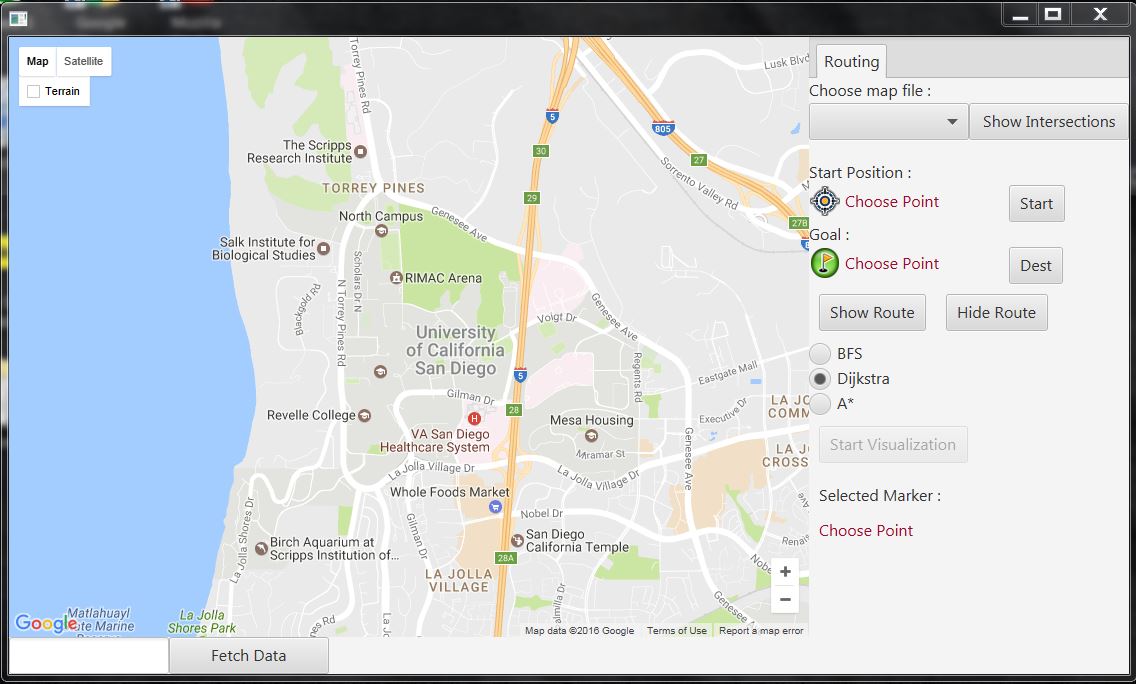 Map
Satellite
Terrain
Torrey Pines Rd
Lusk Blvd
5
805
30
27
The Scripps
Research Institute
TORREY PINES
Sorrento Valley Rd
29
North Campus
Genesee Ave
27B
Salk Institute for
Biological Studies
Scholars Dr N
RIMAC Arena
Blackgold Rd
N Torrey Pines Rd
Genesee Ave
Voigt Dr
University
of California
San Diego
Regents Rd
Eastgate Mall
5
Gilman Dr
28
Revelle College
H
VA San Diego
Healthcare System
Mesa Housing
Executive Dr
LA JO
COMM
Miramar St
Genesee Ave
LA J
CROSS
La Jolla Village Dr
La Jolla Village Dr
Whole Foods Market
Nobel Dr
Gilman Dr
La Jolla Shores Dr
San Diego
California Temple
Birch Aquarium at
Scripps Institution of...
28A
LA JOLLA
VILLAGE
Nobe
Genesee
+
−
Google
Matlahuayl
ate Marine
La Jolla
Shores Park
Map data ©2016 Google
Terms of Use
Report a map error
Fetch Data
Routing
Choose map file :
Show Intersections
Start Position :
Choose Point
Start
Goal :
Choose Point
Dest
Show Route
Hide Route
BFS
Dijkstra
A*
Start Visualization
Selected Marker :
Choose Point